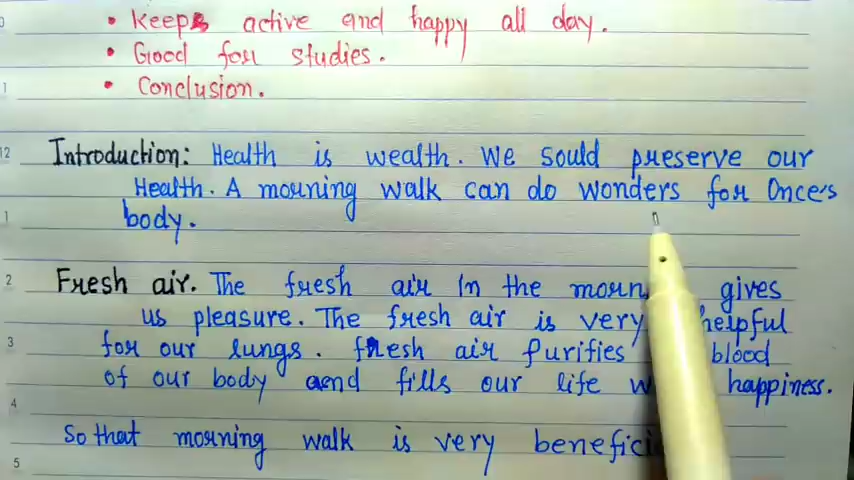 • Keeps active and happy all day.
• Good for studies.
• Conclusion.
Introduction: Health is wealth. We sould preserve our
Health. A morning walk can do wonders for Once's
body.
Fresh air. The fresh air In the morn gives
us pleasure. The fresh air is very helpful
for our lungs. fresh air purifies blood
of our body and fills our life happiness.
So that morning walk is very